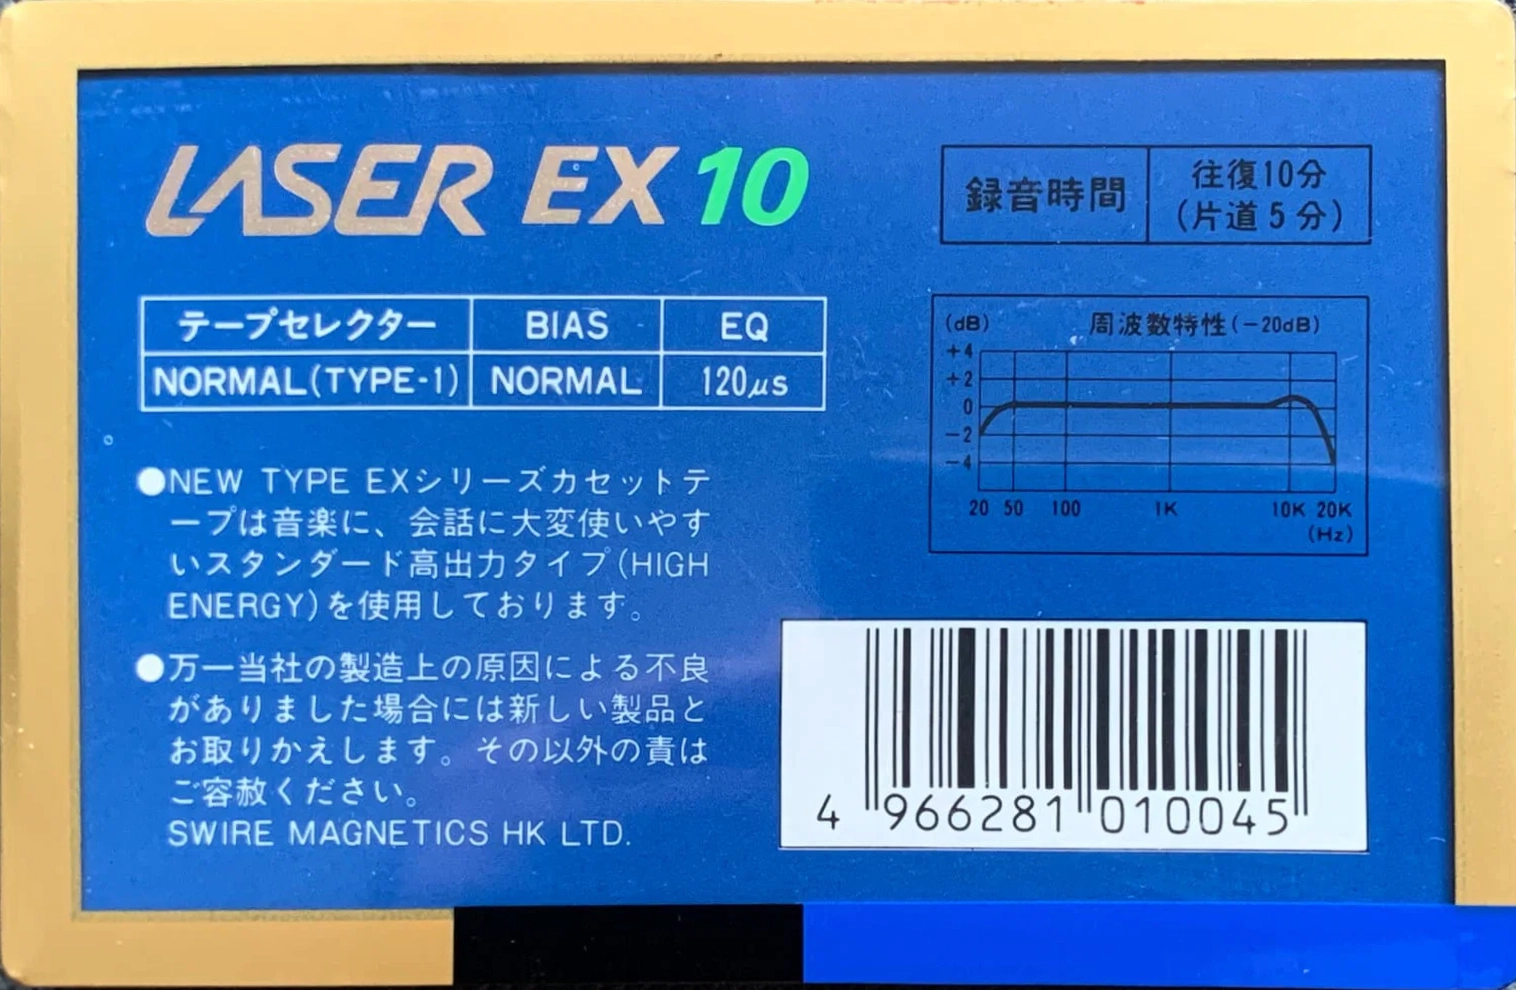 LASER EX 10
録音時間 往復10分
(片道5分)
テープセレクター BIAS EQ
NORMAL(TYPE-1) NORMAL 120μs
(dB) 周波数特性(-20dB)
+4
+2
0
-2
-4
20 50 100 1K 10K 20K
(Hz)
●NEW TYPE EXシリーズカセットテ
ープは音楽に、会話に大変使いやす
いスタンダード高出力タイプ(HIGH
ENERGY)を使用しております。
●万一当社の製造上の原因による不良
がありました場合には新しい製品と
お取りかえします。その以外の責は
ご容赦ください。
SWIRE MAGNETICS HK LTD.
4 966281 010045